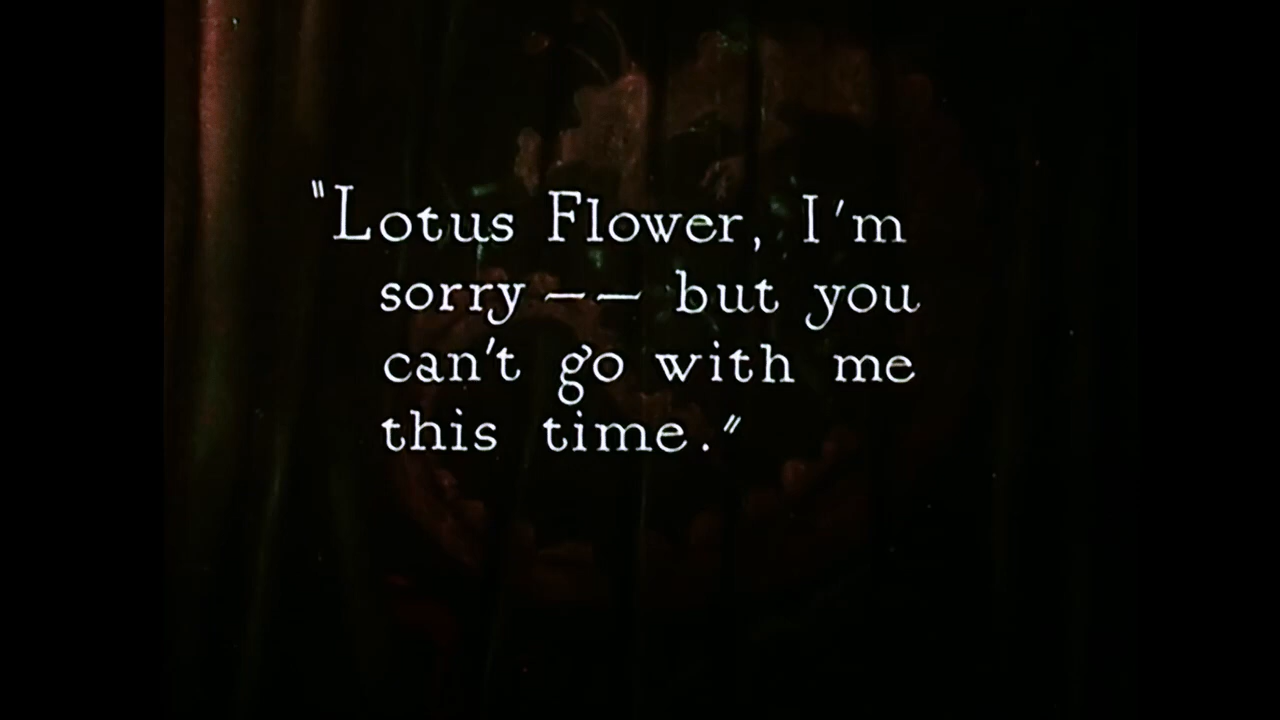 "Lotus Flower, I'm
sorry -- but you
can't go with me
this time."